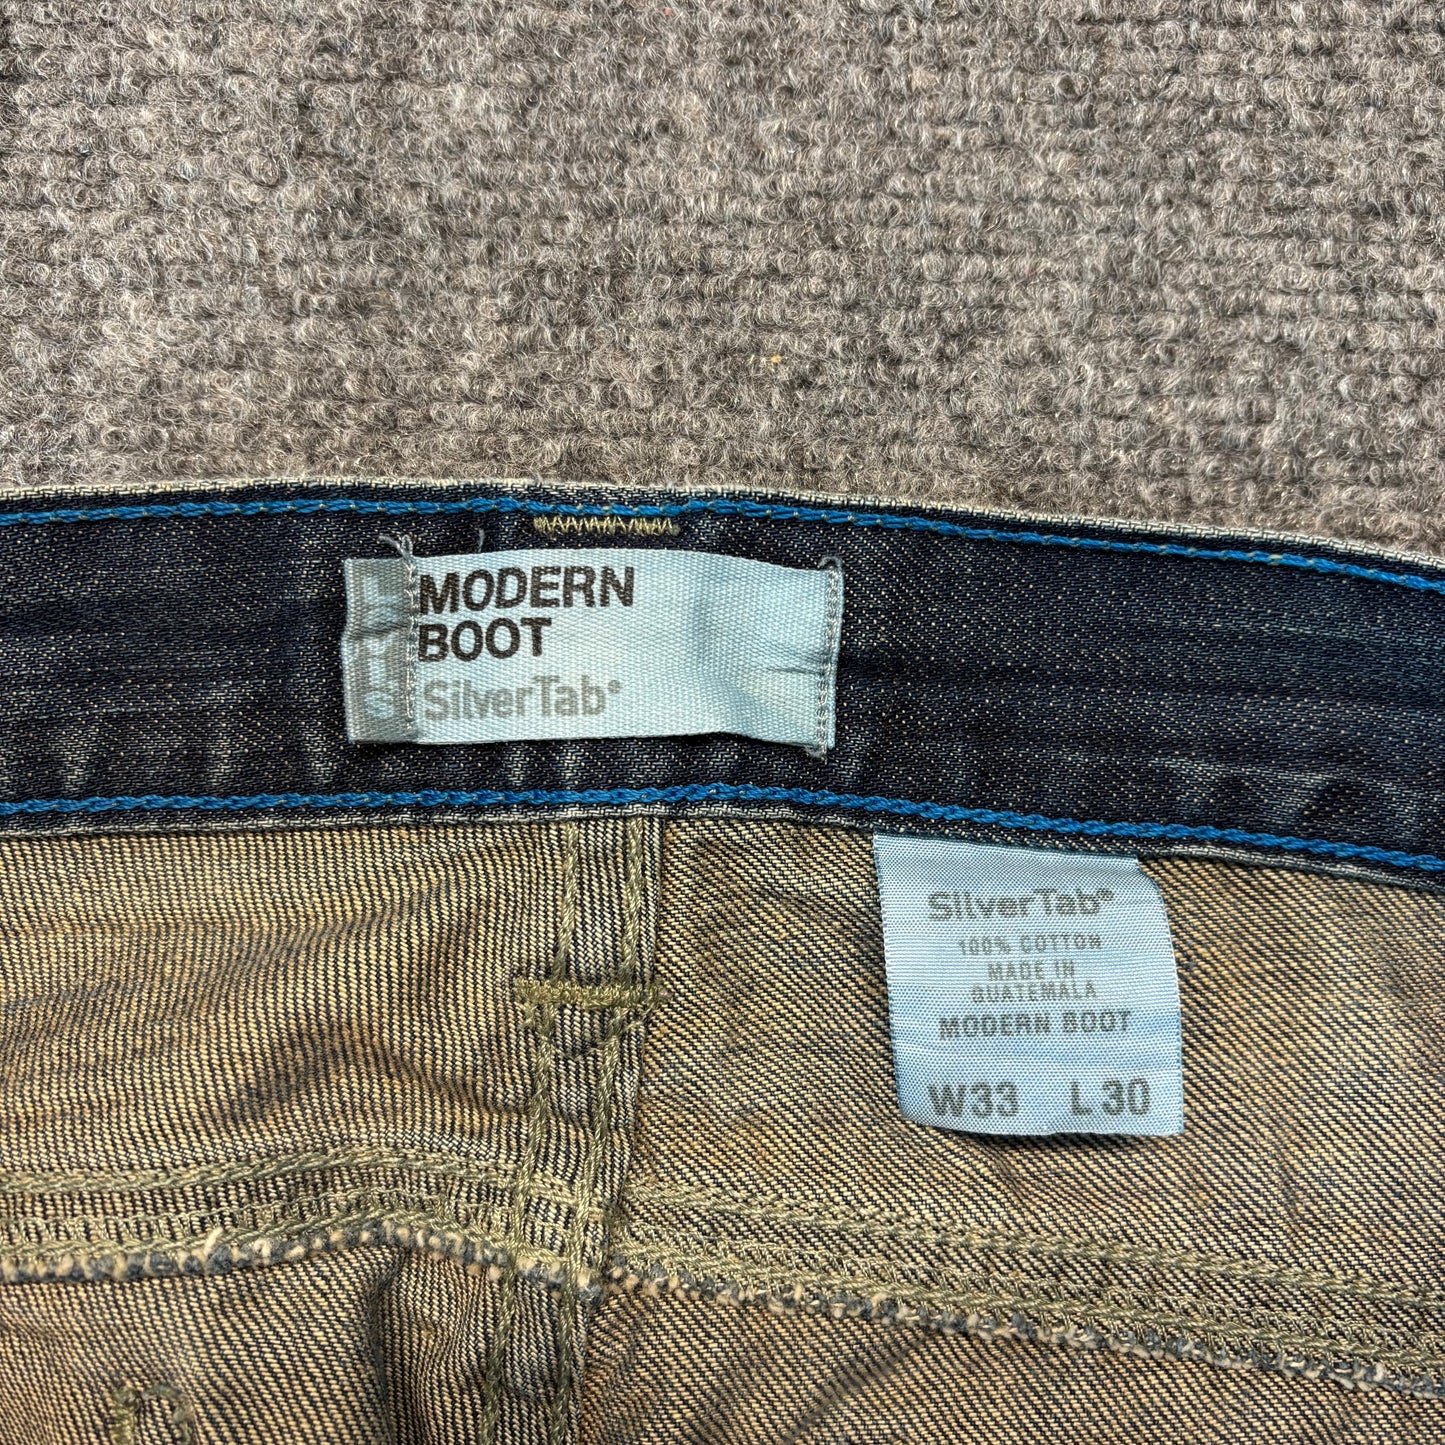 MODERN
BOOT
SilverTab®
SilverTab®
100% COTTON
MADE IN
GUATEMALA
MODERN BOOT
W33 L30